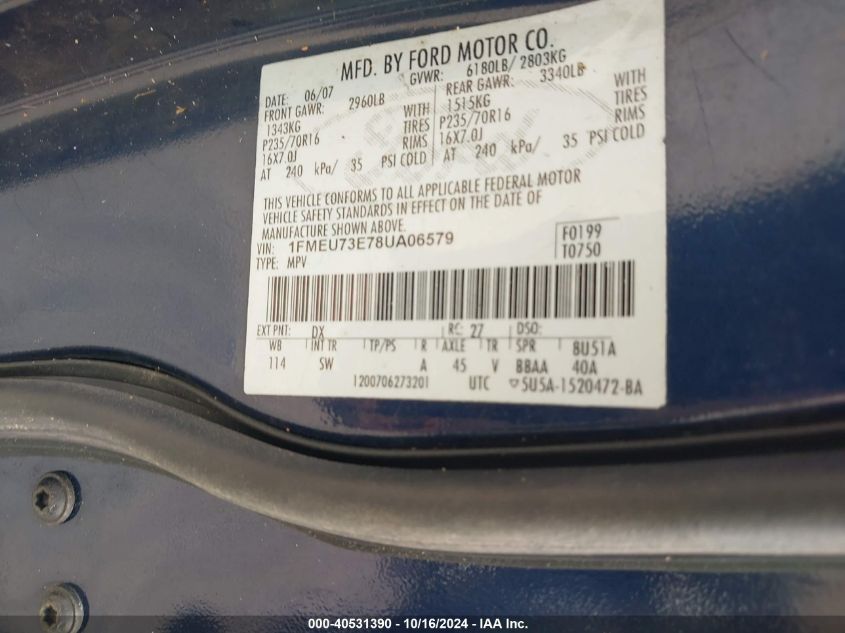 MFD. BY FORD MOTOR CO.
DATE: 06/07 GVWR: 6180LB/ 2803KG
FRONT GAWR: 2960LB REAR GAWR: 3340LB
1343KG WITH 1515KG WITH
P235/70R16 TIRES P235/70R16 TIRES
16X7.0J RIMS 16X7.0J RIMS
AT 240 kPa/ 35 PSI COLD AT 240 kPa/ 35 PSI COLD
THIS VEHICLE CONFORMS TO ALL APPLICABLE FEDERAL MOTOR
VEHICLE SAFETY STANDARDS IN EFFECT ON THE DATE OF
MANUFACTURE SHOWN ABOVE.
VIN: 1FMEU73E78UA06579 F0199
TYPE: MPV T0750
EXT PNT: DX RC: 27 DSO:
WB INT TR TP/PS R AXLE TR SPR 8U51A
114 SW A 45 V BBAA 40A
1200706273201 UTC ▽5U5A-1520472-BA
000-40531390 - 10/16/2024 - IAA Inc.